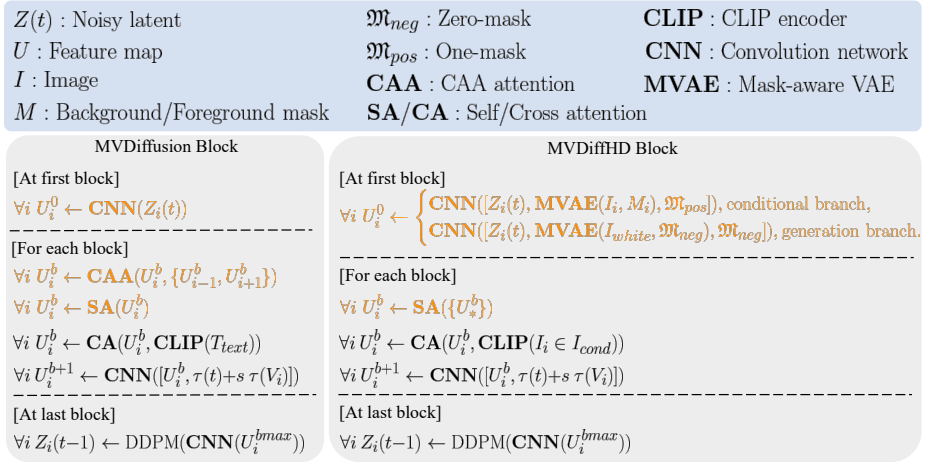 Z(t) : Noisy latent
U : Feature map
I : Image
M : Background/Foreground mask
𝔐_neg : Zero-mask
𝔐_pos : One-mask
CAA : CAA attention
SA/CA : Self/Cross attention
CLIP : CLIP encoder
CNN : Convolution network
MVAE : Mask-aware VAE
MVDiffusion Block
[At first block]
∀i U_i^0 ← CNN(Z_i(t))
[For each block]
∀i U_i^b ← CAA(U_i^b, {U_{i-1}^b, U_{i+1}^b})
∀i U_i^b ← SA(U_i^b)
∀i U_i^b ← CA(U_i^b, CLIP(T_text))
∀i U_i^{b+1} ← CNN([U_i^b, τ(t)+s τ(V_i)])
[At last block]
∀i Z_i(t−1) ← DDPM(CNN(U_i^{bmax}))
MVDiffHD Block
[At first block]
∀i U_i^0 ← {
CNN([Z_i(t), MVAE(I_i, M_i), 𝔐_pos]), conditional branch,
CNN([Z_i(t), MVAE(I_white, 𝔐_neg), 𝔐_neg]), generation branch.
[For each block]
∀i U_i^b ← SA({U_*^b})
∀i U_i^b ← CA(U_i^b, CLIP(I_i ∈ I_cond))
∀i U_i^{b+1} ← CNN([U_i^b, τ(t)+s τ(V_i)])
[At last block]
∀i Z_i(t−1) ← DDPM(CNN(U_i^{bmax}))